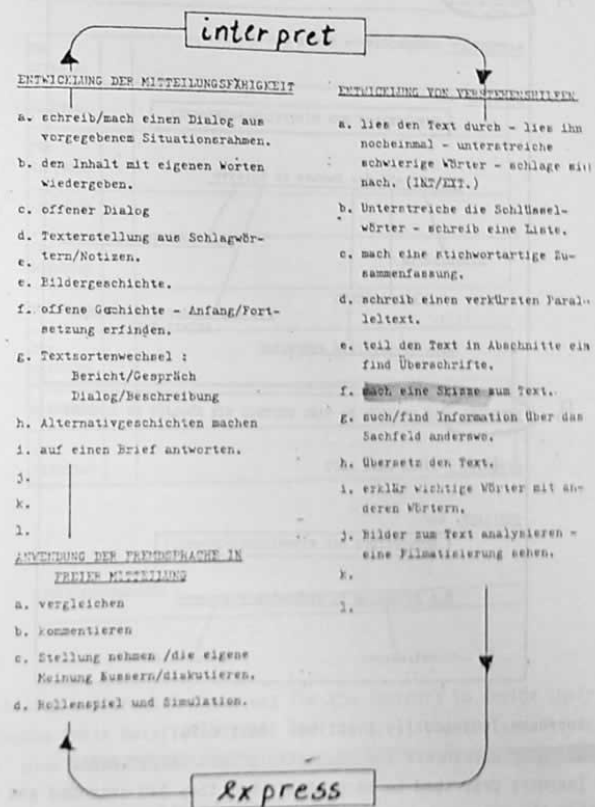 interpret
ENTWICKLUNG DER MITTEILUNGSFÄHIGKEIT
a. schreib/mach einen Dialog aus
vorgegebenem Situationsrahmen.
b. den Inhalt mit eigenen Worten
wiedergeben.
c. offener Dialog
d. Texterstellung aus Schlagwör-
tern/Notizen.
e.
e. Bildergeschichte.
f. offene Geschichte - Anfang/Fort-
setzung erfinden.
g. Textsortenwechsel :
Bericht/Gespräch
Dialog/Beschreibung
h. Alternativgeschichten machen
i. auf einen Brief antworten.
j.
k.
l.
ANWENDUNG DER FREMDSPRACHE IN
FREIER MITTEILUNG
a. vergleichen
b. kommentieren
c. Stellung nehmen /die eigene
Meinung äussern/diskutieren.
d. Rollenspiel und Simulation.
ENTWICKLUNG VON VERSTEHENSHILFEN
a. lies den Text durch - lies ihn
nocheinmal - unterstreiche
schwierige Wörter - schlage sie
nach. (INT/EXT.)
b. Unterstreiche die Schlüssel-
wörter - schreib eine Liste.
c. mach eine stichwortartige Zu-
sammenfassung.
d. schreib einen verkürzten Paral-
leltext.
e. teil den Text in Abschnitte ein
find Überschrifte.
f. mach eine Skizze zum Text.
g. such/find Information über das
Sachfeld anderswo.
h. übersetz den Text.
i. erklär wichtige Wörter mit an-
deren Wörtern.
j. Bilder zum Text analysieren -
eine Filmatisierung sehen.
k.
l.
express